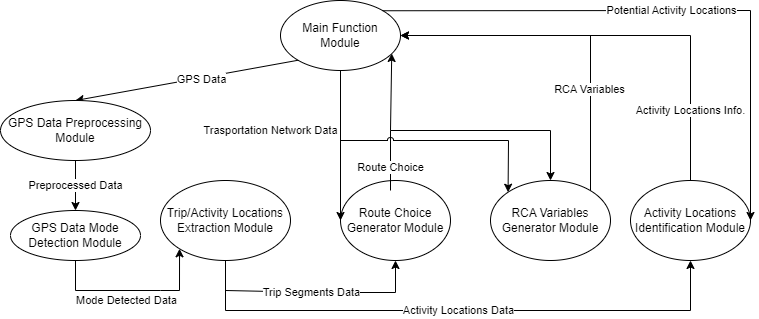 Potential Activity Locations
Main Function
Module
GPS Data
RCA Variables
Activity Locations Info.
GPS Data Preprocessing
Module
Trasportation Network Data
Route Choice
Preprocessed Data
Trip/Activity Locations
Extraction Module
Route Choice
Generator Module
RCA Variables
Generator Module
Activity Locations
Identification Module
GPS Data Mode
Detection Module
Mode Detected Data
Trip Segments Data
Activity Locations Data